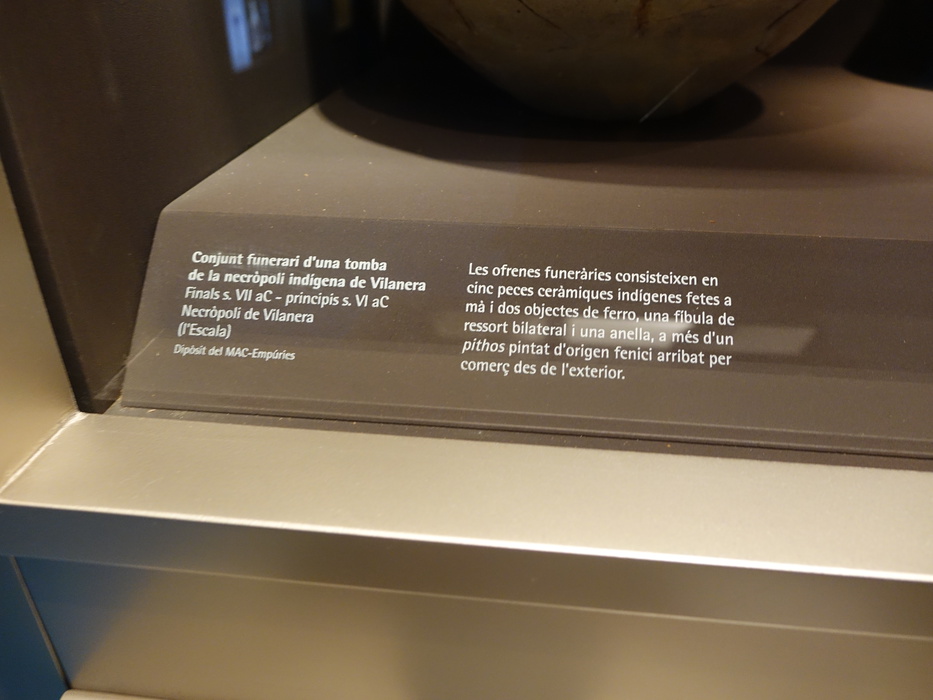 Conjunt funerari d'una tomba
de la necròpoli indígena de Vilanera
Finals s. VII aC – principis s. VI aC
Necròpoli de Vilanera
(l'Escala)
Dipòsit del MAC-Empúries
Les ofrenes funeràries consisteixen en
cinc peces ceràmiques indígenes fetes a
mà i dos objectes de ferro, una fíbula de
ressort bilateral i una anella, a més d'un
pithos pintat d'origen fenici arribat per
comerç des de l'exterior.